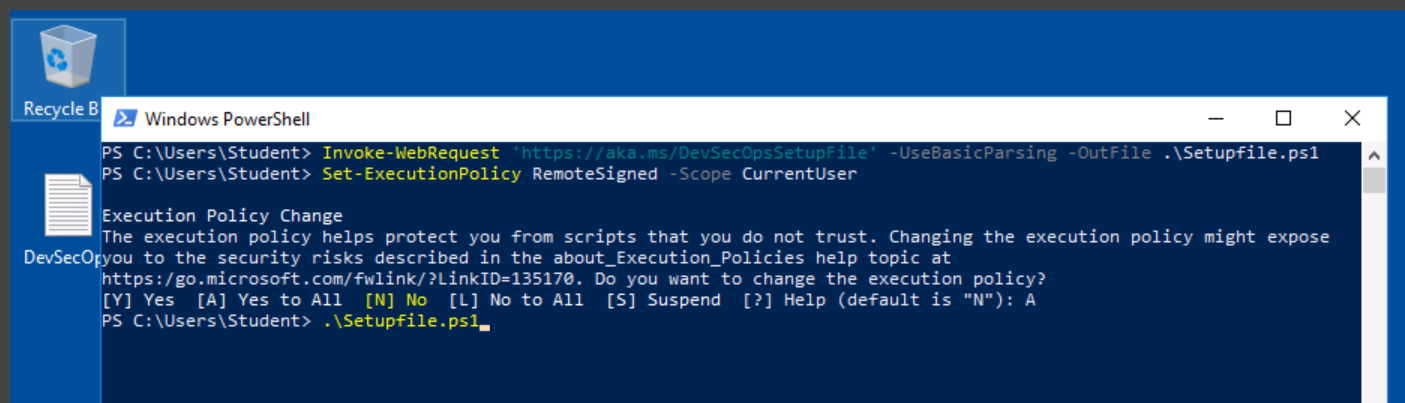 Recycle B
Windows PowerShell
PS C:\Users\Student> Invoke-WebRequest 'https://aka.ms/DevSecOpsSetupFile' -UseBasicParsing -OutFile .\Setupfile.ps1
PS C:\Users\Student> Set-ExecutionPolicy RemoteSigned -Scope CurrentUser
Execution Policy Change
The execution policy helps protect you from scripts that you do not trust. Changing the execution policy might expose
DevSecOp
you to the security risks described in the about_Execution_Policies help topic at
https:/go.microsoft.com/fwlink/?LinkID=135170. Do you want to change the execution policy?
[Y] Yes  [A] Yes to All  [N] No  [L] No to All  [S] Suspend  [?] Help (default is "N"): A
PS C:\Users\Student> .\Setupfile.ps1